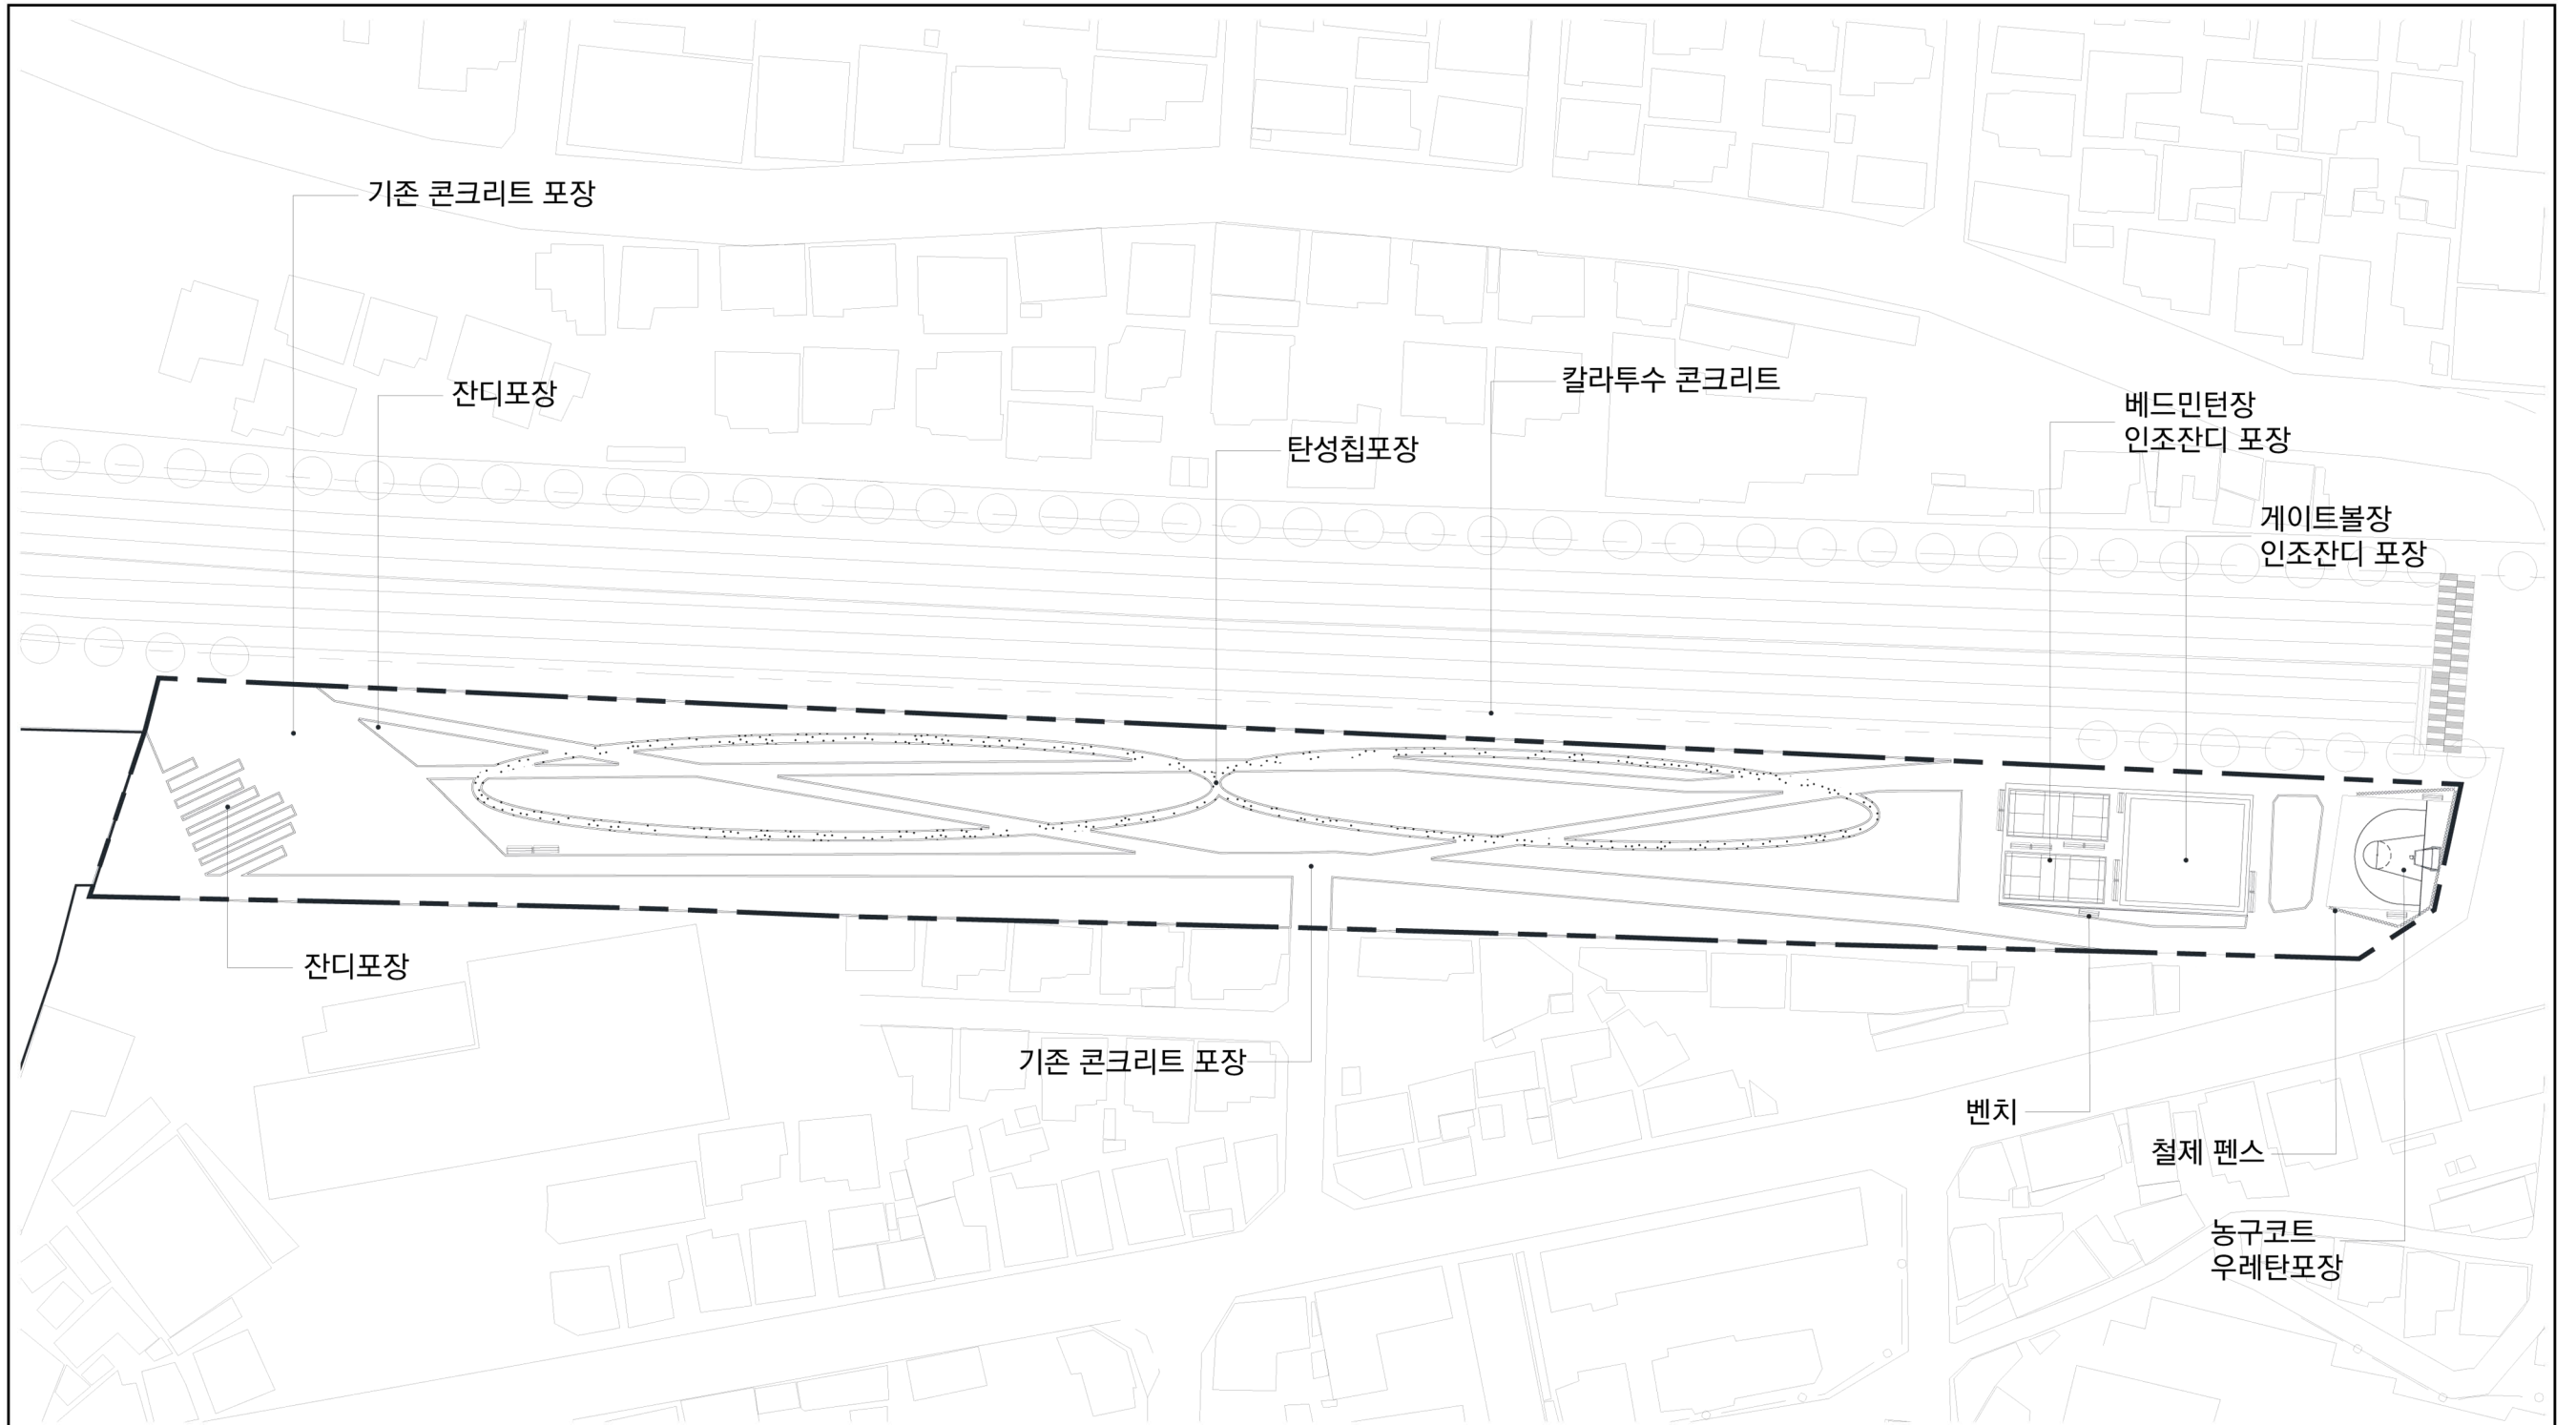 기존 콘크리트 포장
잔디포장
칼라투수 콘크리트
베드민턴장
인조잔디 포장
탄성칩포장
게이트볼장
인조잔디 포장
잔디포장
기존 콘크리트 포장
벤치
철제 펜스
농구코트
우레탄포장